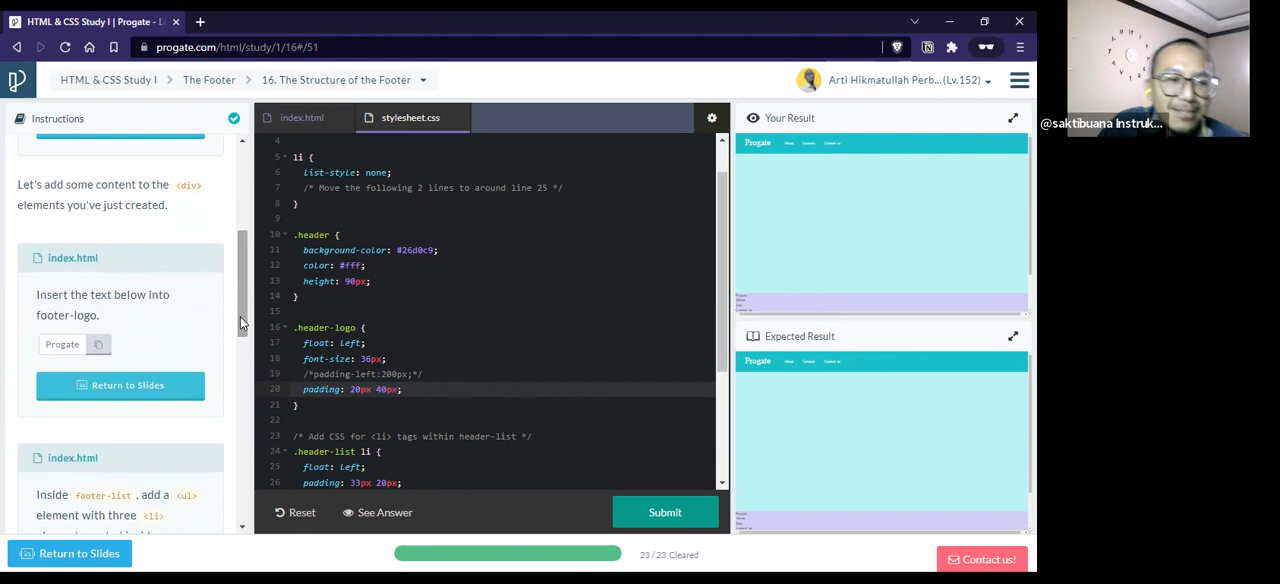 HTML & CSS Study I | Progate - L
progate.com/html/study/1/16#/51
HTML & CSS Study I
The Footer
16. The Structure of the Footer
Arti Hikmatullah Perb...(Lv.152)
Instructions
Let's add some content to the <div>
elements you've just created.
index.html
Insert the text below into
footer-logo.
Progate
Return to Slides
index.html
Inside footer-list , add a <ul>
element with three <li>
Return to Slides
index.html
stylesheet.css
4
5 li {
6 list-style: none;
7 /* Move the following 2 lines to around line 25 */
8 }
9
10 .header {
11 background-color: #26d0c9;
12 color: #fff;
13 height: 90px;
14 }
15
16 .header-logo {
17 float: left;
18 font-size: 36px;
19 /*padding-left:200px;*/
20 padding: 20px 40px;
21 }
22
23 /* Add CSS for <li> tags within header-list */
24 .header-list li {
25 float: left;
26 padding: 33px 20px;
Reset
See Answer
Submit
23 / 23 Cleared
Your Result
Progate
Expected Result
Progate
Contact us!
@saktibuana Instruk...